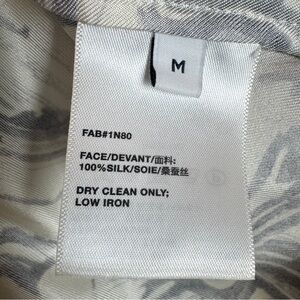 M
FAB#1N80
FACE/DEVANT/面料:
100%SILK/SOIE/桑蚕丝
DRY CLEAN ONLY;
LOW IRON